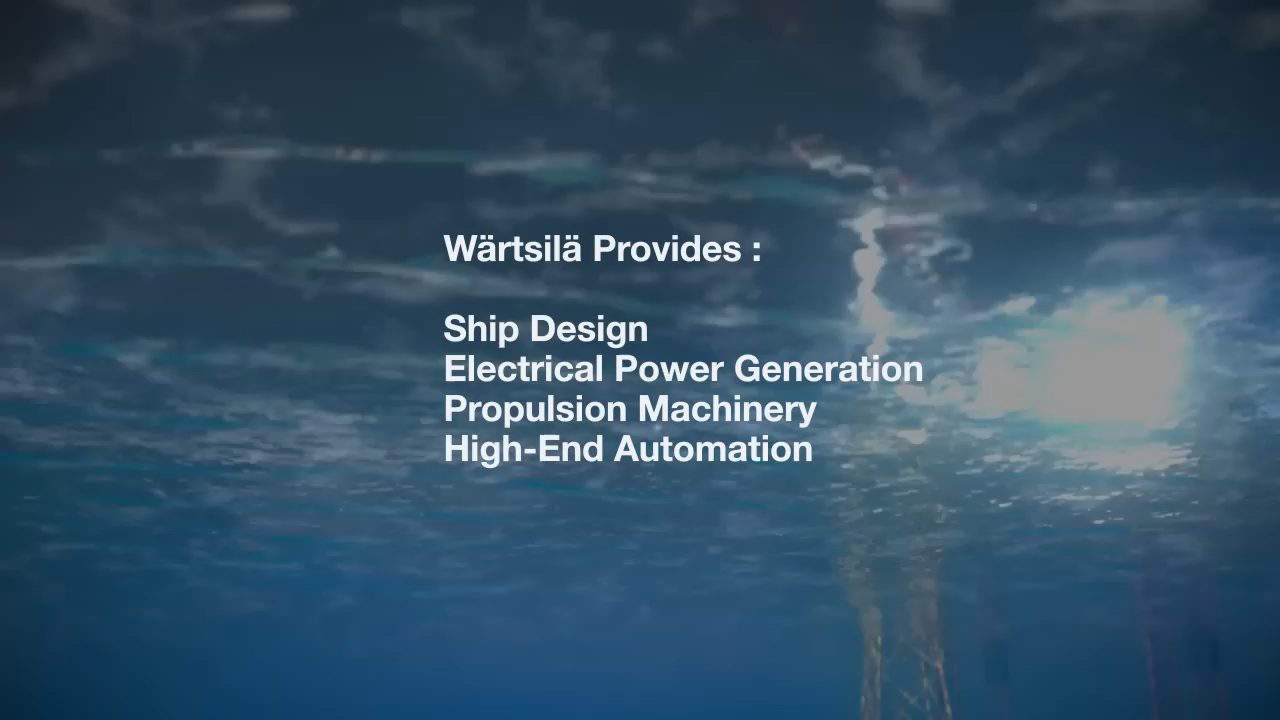 Wärtsilä Provides :
Ship Design
Electrical Power Generation
Propulsion Machinery
High-End Automation